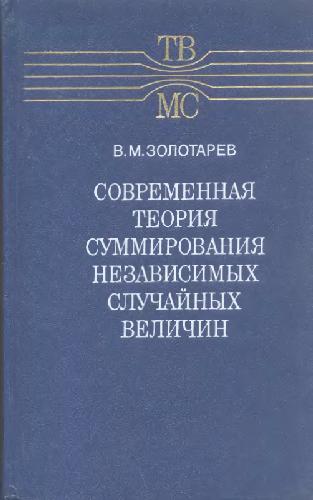 ТВ
МС
В.М.ЗОЛОТАРЕВ
СОВРЕМЕННАЯ
ТЕОРИЯ
СУММИРОВАНИЯ
НЕЗАВИСИМЫХ
СЛУЧАЙНЫХ
ВЕЛИЧИН